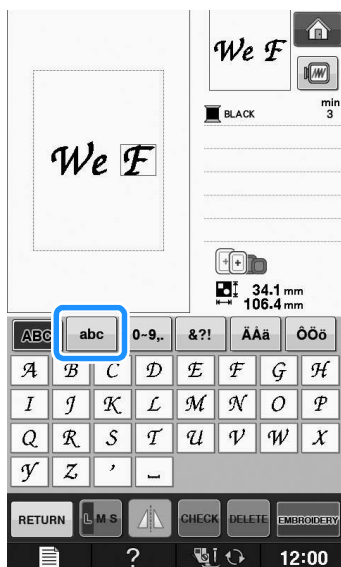 We F
min
BLACK 3
We F
34.1 mm
106.4 mm
ABC abc 0~9,. &?! ÄÅä ÔÖö
A B C D E F G H
I J K L M N O P
Q R S T U V W X
Y Z ’ _
RETURN L M S CHECK DELETE EMBROIDERY
? 12:00